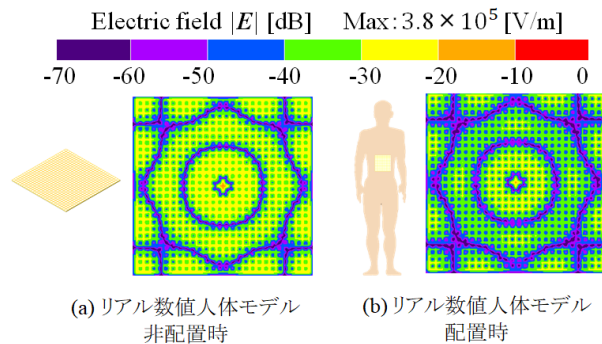 Electric field |E| [dB] Max: 3.8 × 10⁵ [V/m]
-70 -60 -50 -40 -30 -20 -10 0
(a) リアル数値人体モデル
非配置時
(b) リアル数値人体モデル
配置時